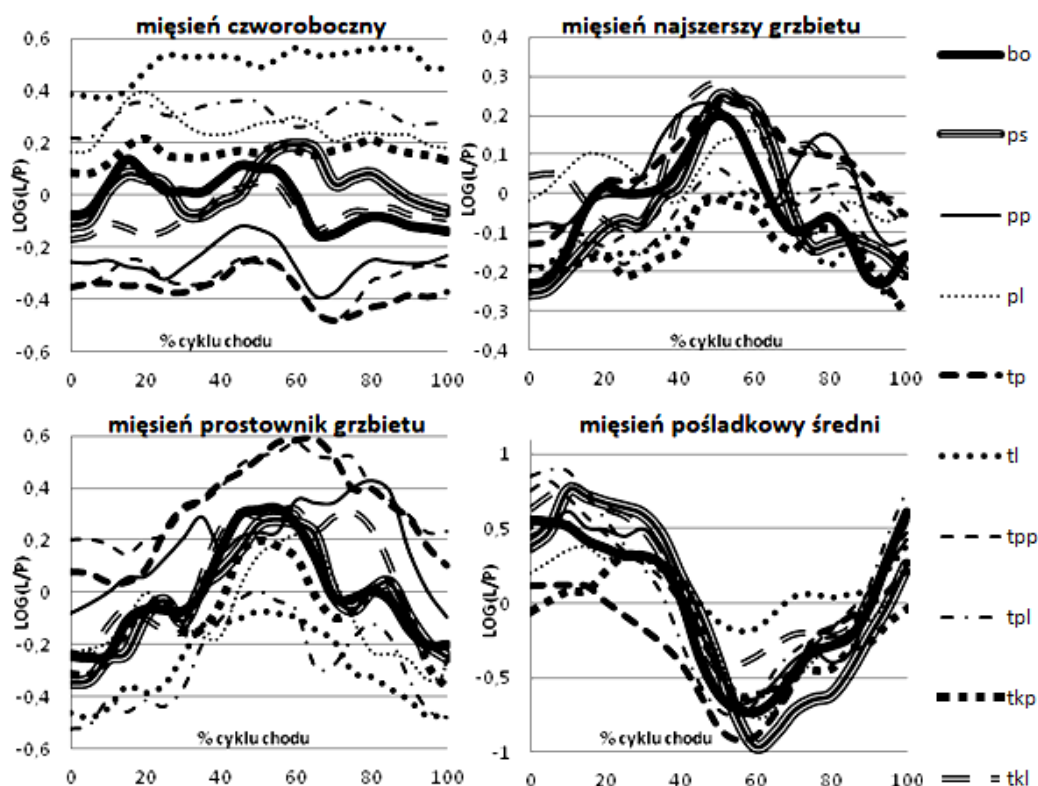 mięsień czworoboczny
0,6
0,4
0,2
0
-0,2
-0,4
-0,6
LOG(L/P)
% cyklu chodu
0 20 40 60 80 100
mięsień najszerszy grzbietu
0,4
0,3
0,2
0,1
0
-0,1
-0,2
-0,3
-0,4
LOG(L/P)
% cyklu chodu
0 20 40 60 80 100
mięsień prostownik grzbietu
0,6
0,4
0,2
0
-0,2
-0,4
-0,6
LOG(L/P)
% cyklu chodu
0 20 40 60 80 100
mięsień pośladkowy średni
1
0,5
0
-0,5
-1
LOG(L/P)
% cyklu chodu
0 20 40 60 80 100
bo
ps
pp
pl
tp
tl
tpp
tpl
tkp
tkl